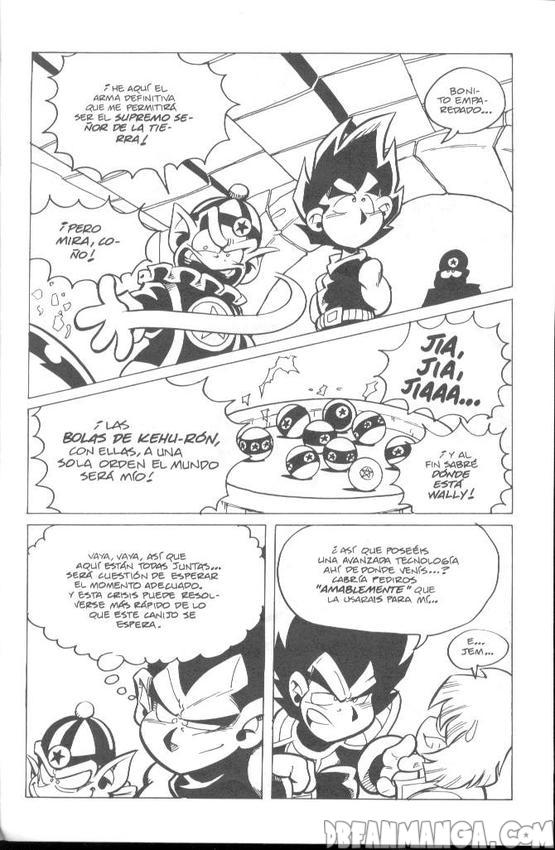 ¡HE AQUÍ EL
ARMA DEFINITIVA
QUE ME PERMITIRÁ
SER EL SUPREMO SE-
ÑOR DE LA TIE-
RRA!
BONI-
TO EMPA-
REDADO...
¡PERO
MIRA, CO-
ÑO!
JIA,
JIA,
JIAAA...
¡LAS
BOLAS DE KEHU-RÓN,
CON ELLAS, A UNA
SOLA ORDEN EL MUNDO
SERÁ MÍO!
¡Y AL
FIN SABRÉ
DÓNDE
ESTÁ
WALLY!
VAYA, VAYA, ASÍ QUE
AQUÍ ESTÁN TODAS JUNTAS...
SERÁ CUESTIÓN DE ESPERAR
EL MOMENTO ADECUADO.
Y ESTA CRISIS PUEDE RESOL-
VERSE MÁS RÁPIDO DE LO
QUE ESTE CANIJO SE
ESPERA.
¿ASÍ QUE POSEÉIS
UNA AVANZADA TECNOLOGÍA
AHÍ DE DONDE VENÍS...?
CABRÍA PEDIROS
"AMABLEMENTE" QUE
LA USARAIS PARA MÍ...
E...
JEM...
DBFANMANGA.COM